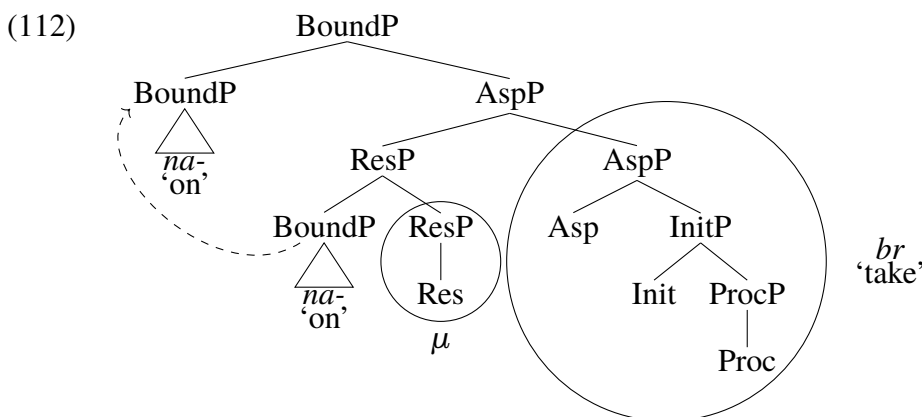 (112) BoundP
BoundP AspP
na-
‘on’
ResP AspP
BoundP ResP Asp InitP
na-
‘on’
Res Init ProcP
μ
Proc
br
‘take’